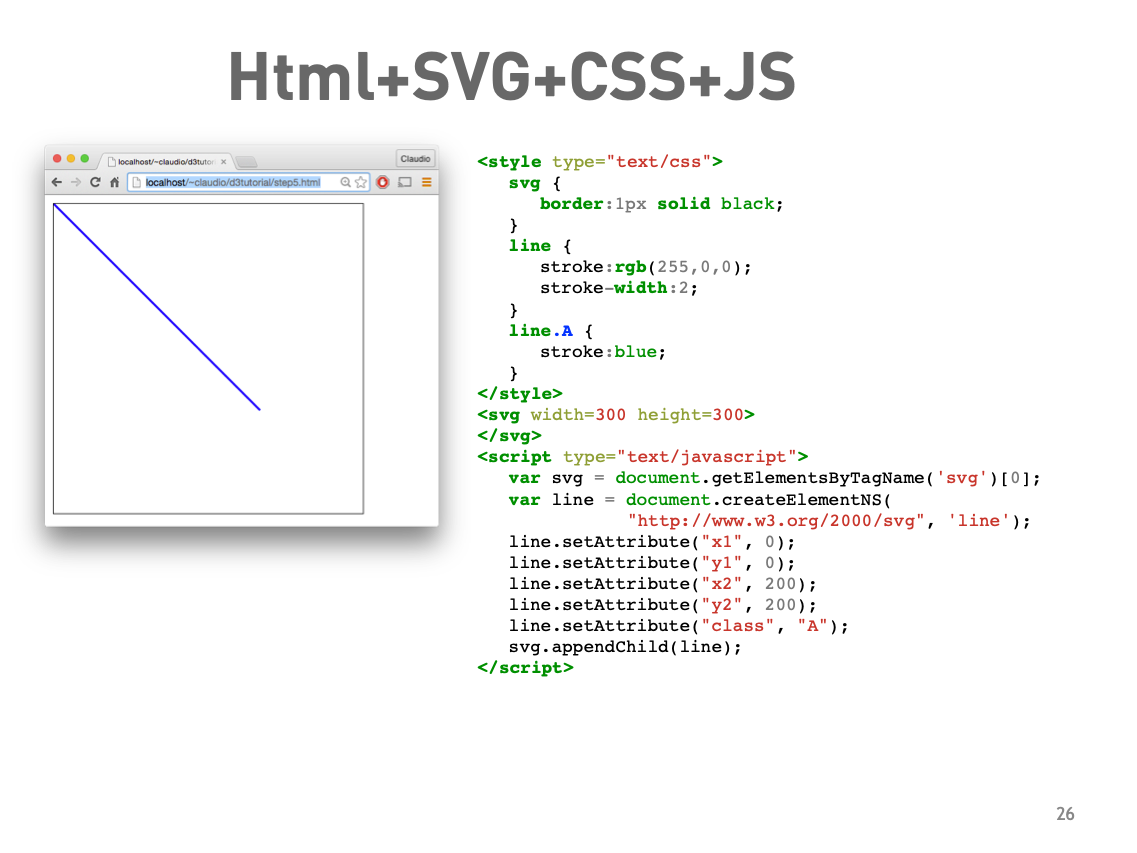 Html+SVG+CSS+JS
localhost/~claudio/d3tutor
Claudio
localhost/~claudio/d3tutorial/step5.html
<style type="text/css">
svg {
border:1px solid black;
}
line {
stroke:rgb(255,0,0);
stroke-width:2;
}
line.A {
stroke:blue;
}
</style>
<svg width=300 height=300>
</svg>
<script type="text/javascript">
var svg = document.getElementsByTagName('svg')[0];
var line = document.createElementNS(
"http://www.w3.org/2000/svg", 'line');
line.setAttribute("x1", 0);
line.setAttribute("y1", 0);
line.setAttribute("x2", 200);
line.setAttribute("y2", 200);
line.setAttribute("class", "A");
svg.appendChild(line);
</script>
26